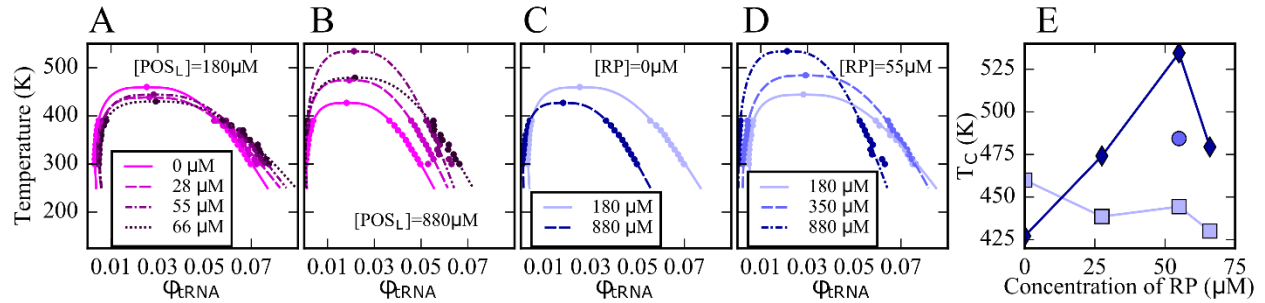 A B C D E
Temperature (K)
500
400
300
200
[POS_L]=180μM
0 μM
28 μM
55 μM
66 μM
0.01 0.03 0.05 0.07
φ_tRNA
[POS_L]=880μM
0.01 0.03 0.05 0.07
φ_tRNA
[RP]=0μM
180 μM
880 μM
0.01 0.03 0.05 0.07
φ_tRNA
[RP]=55μM
180 μM
350 μM
880 μM
0.01 0.03 0.05 0.07
φ_tRNA
T_C (K)
525
500
475
450
425
0 25 50 75
Concentration of RP (μM)